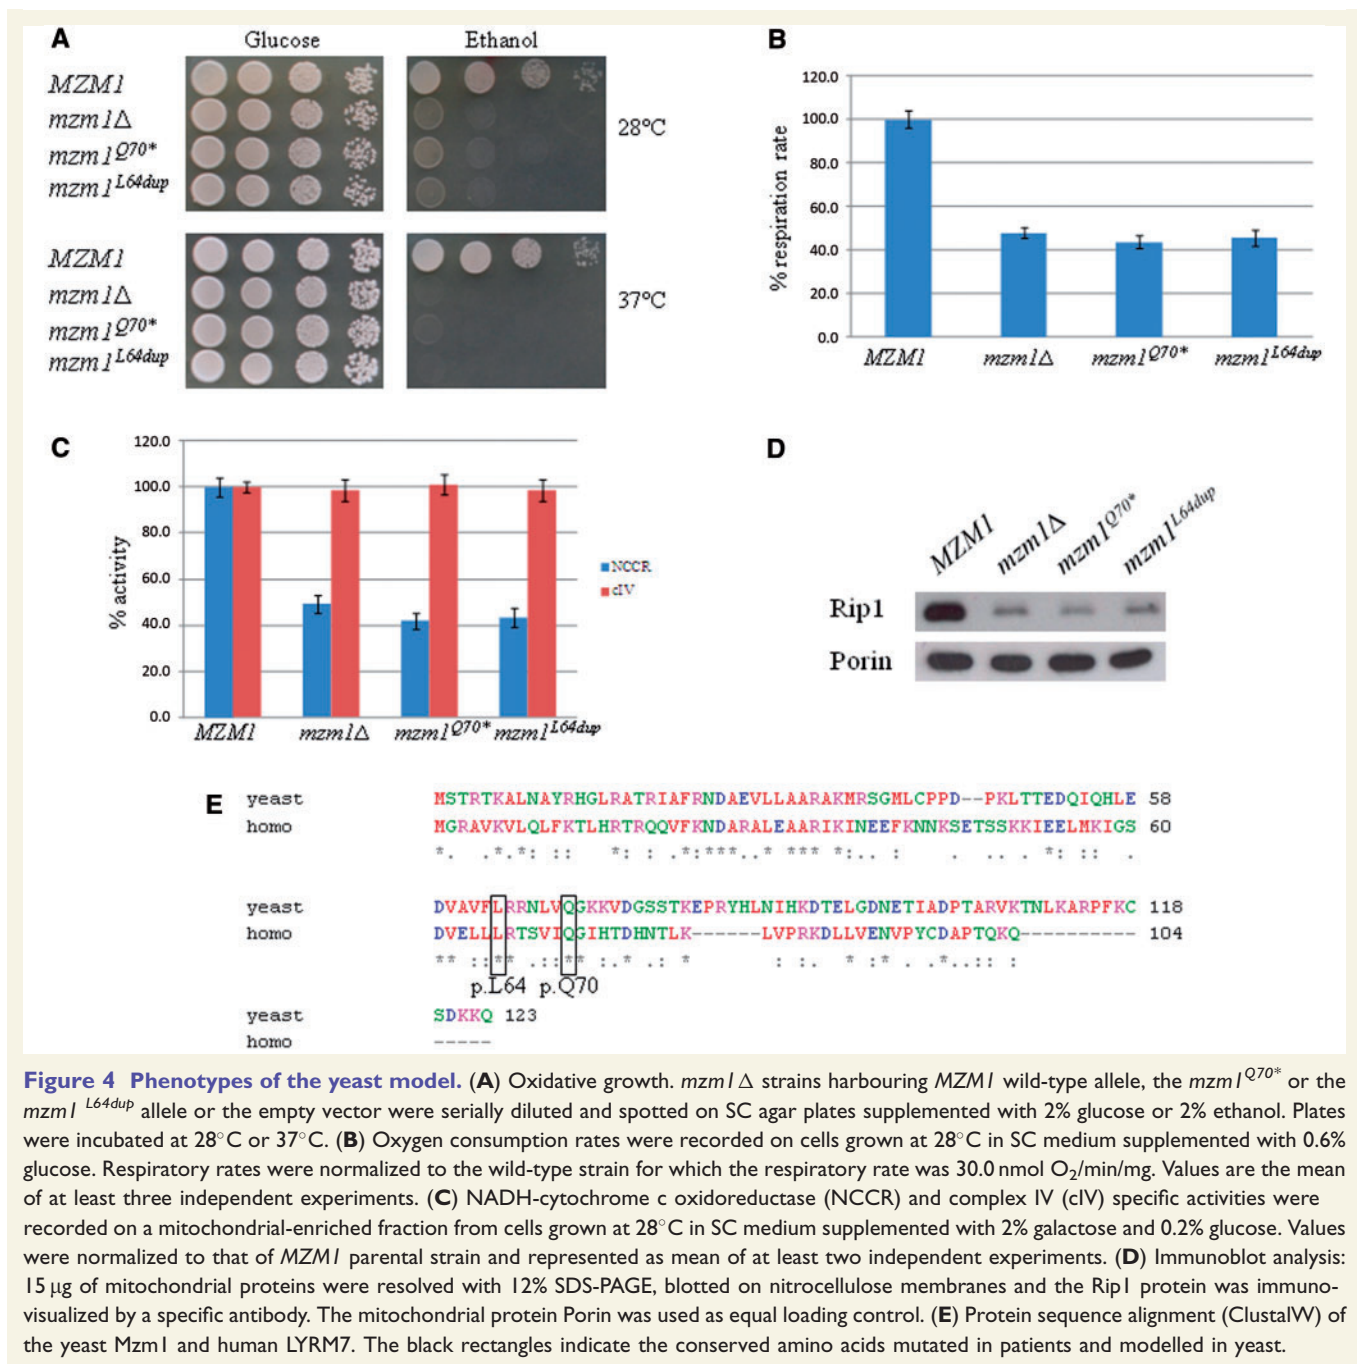 A
Glucose Ethanol
MZM1
mzm1Δ
mzm1Q70*
mzm1L64dup
28°C
MZM1
mzm1Δ
mzm1Q70*
mzm1L64dup
37°C
B
% respiration rate
120.0
100.0
80.0
60.0
40.0
20.0
0.0
MZM1 mzm1Δ mzm1Q70* mzm1L64dup
C
% activity
120.0
100.0
80.0
60.0
40.0
20.0
0.0
MZM1 mzm1Δ mzm1Q70* mzm1L64dup
NCCR
cIV
D
MZM1 mzm1Δ mzm1Q70* mzm1L64dup
Rip1
Porin
E
yeast MSTRTKALNAYRHGLRATRIAFRNDAEVLLAARAKMRSGMLCPPD--PKLTTEDQIQHLE 58
homo MGRAVKVLQLFKTLHRTRQQVFKNDARALEAARIKINEEFKNNKSETSSKKIEELMKIGS 60
yeast DVAVFLRRNLVQGKKVDGSSTKEPRYHLNIHKDTELGDNETIADPTARVKTNLKARPFKC 118
homo DVELLLRTSVIQGIHTDHNTLK------LVPRKDLLVENVPYCDAPTQKQ---------- 104
p.L64 p.Q70
yeast SDKKQ 123
homo -----
Figure 4 Phenotypes of the yeast model. (A) Oxidative growth. mzm1Δ strains harbouring MZM1 wild-type allele, the mzm1Q70* or the
mzm1 L64dup allele or the empty vector were serially diluted and spotted on SC agar plates supplemented with 2% glucose or 2% ethanol. Plates
were incubated at 28°C or 37°C. (B) Oxygen consumption rates were recorded on cells grown at 28°C in SC medium supplemented with 0.6%
glucose. Respiratory rates were normalized to the wild-type strain for which the respiratory rate was 30.0 nmol O2/min/mg. Values are the mean
of at least three independent experiments. (C) NADH-cytochrome c oxidoreductase (NCCR) and complex IV (cIV) specific activities were
recorded on a mitochondrial-enriched fraction from cells grown at 28°C in SC medium supplemented with 2% galactose and 0.2% glucose. Values
were normalized to that of MZM1 parental strain and represented as mean of at least two independent experiments. (D) Immunoblot analysis:
15 μg of mitochondrial proteins were resolved with 12% SDS-PAGE, blotted on nitrocellulose membranes and the Rip1 protein was immuno-
visualized by a specific antibody. The mitochondrial protein Porin was used as equal loading control. (E) Protein sequence alignment (ClustalW) of
the yeast Mzm1 and human LYRM7. The black rectangles indicate the conserved amino acids mutated in patients and modelled in yeast.